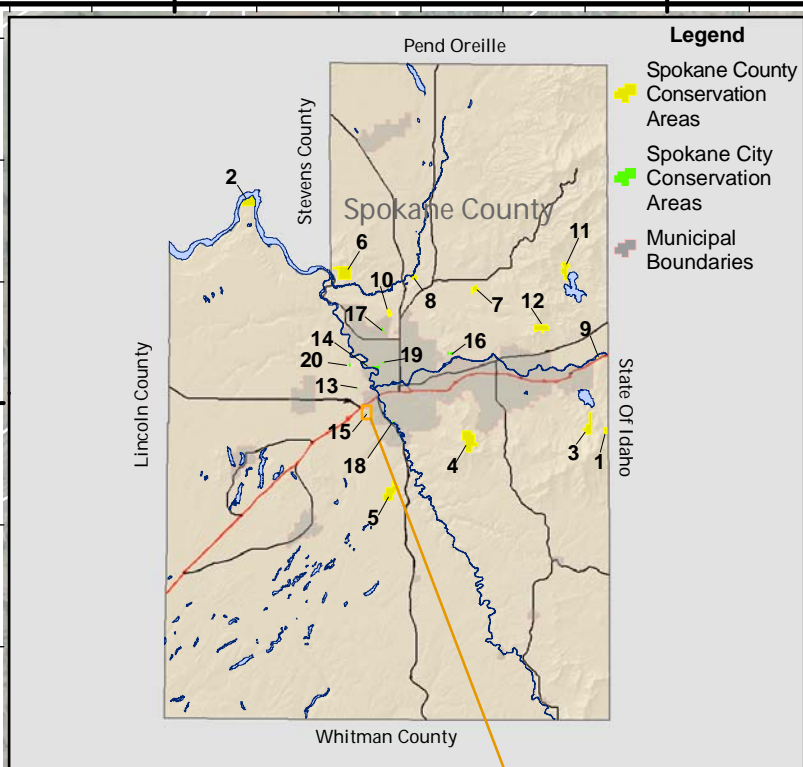 Pend Oreille
Legend
Spokane County
Conservation
Areas
Spokane City
Conservation
Areas
Municipal
Boundaries
Stevens County
Spokane County
2
6
11
10
8
7
12
17
9
14
19
16
20
13
15
18
4
3
1
5
Lincoln County
State Of Idaho
Whitman County